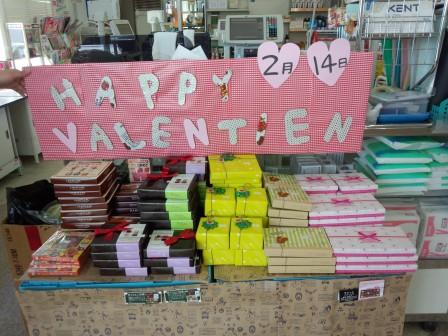 KENT
HAPPY
2月 14日
VALENTIEN